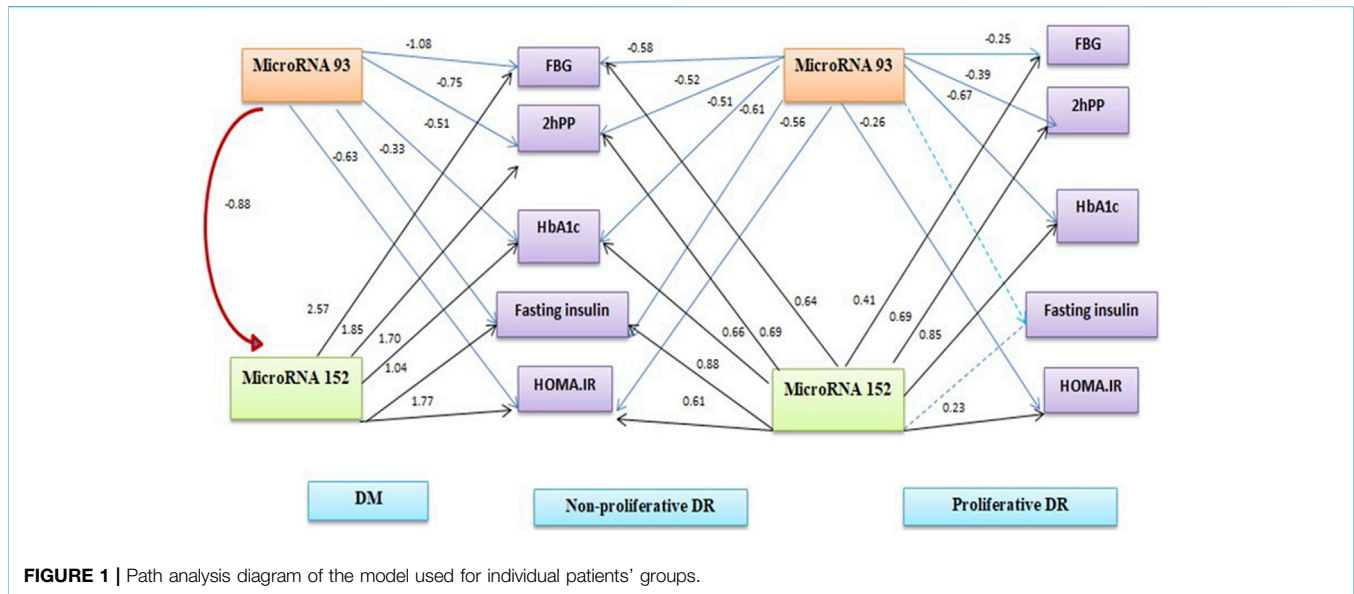 MicroRNA 93
-1.08
-0.75
-0.51
-0.33
-0.63
-0.88
FBG
2hPP
HbA1c
Fasting insulin
HOMA.IR
2.57
1.85
1.70
1.04
1.77
MicroRNA 152
-0.58
-0.52
-0.51
-0.61
-0.56
MicroRNA 93
-0.25
-0.39
-0.67
-0.26
FBG
2hPP
HbA1c
Fasting insulin
HOMA.IR
0.64
0.66
0.69
0.88
0.61
MicroRNA 152
0.41
0.69
0.85
0.23
DM
Non-proliferative DR
Proliferative DR
FIGURE 1 | Path analysis diagram of the model used for individual patients’ groups.